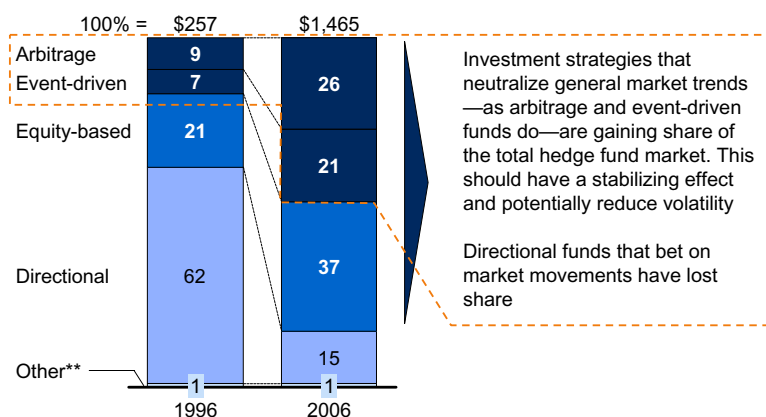 100% = $257 $1,465
Arbitrage 9 26
Event-driven 7 21
Equity-based 21 37
Directional 62 15
Other** 1 1
1996 2006
Investment strategies that
neutralize general market trends
—as arbitrage and event-driven
funds do—are gaining share of
the total hedge fund market. This
should have a stabilizing effect
and potentially reduce volatility
Directional funds that bet on
market movements have lost
share